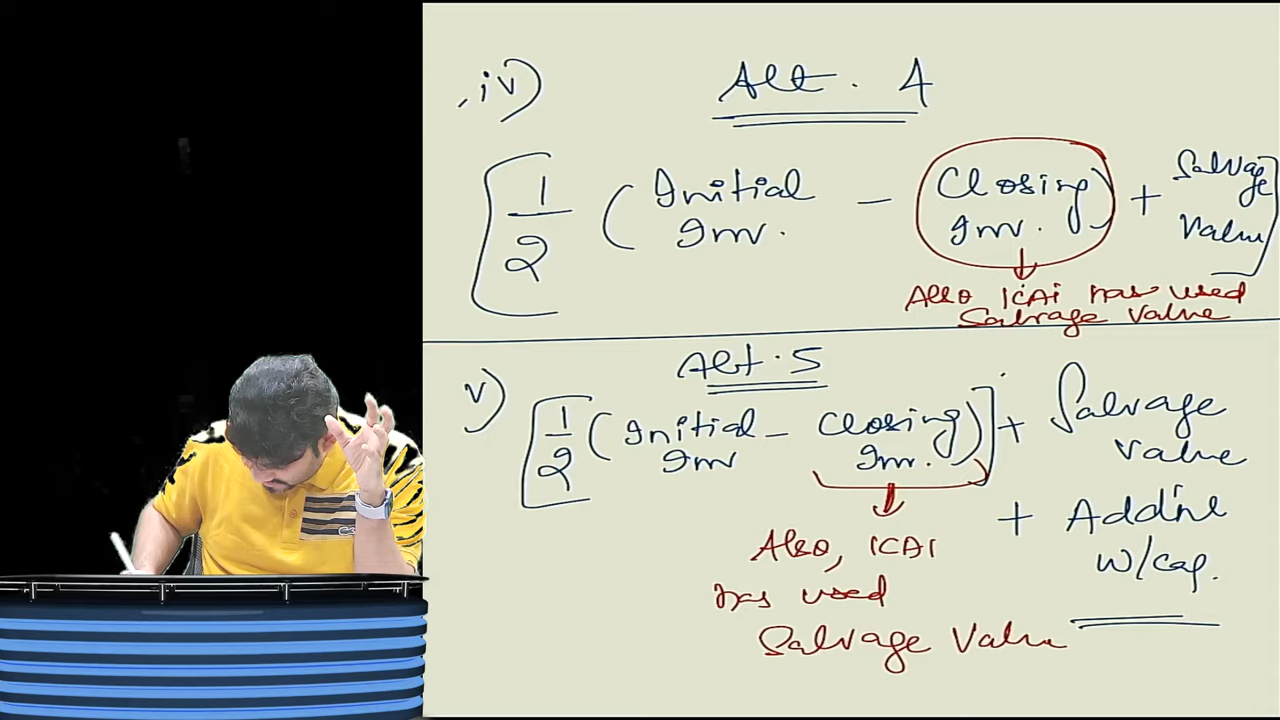 iv) Alt. 4
[1/2 (Initial Inv. - Closing Inv.) + Salvage Value]
Also ICAI has used
Salvage Value
v) Alt. 5
[1/2 (Initial Inv - Closing Inv.)] + Salvage Value
+ Addinl W/cap.
Also, ICAI
has used
Salvage Value